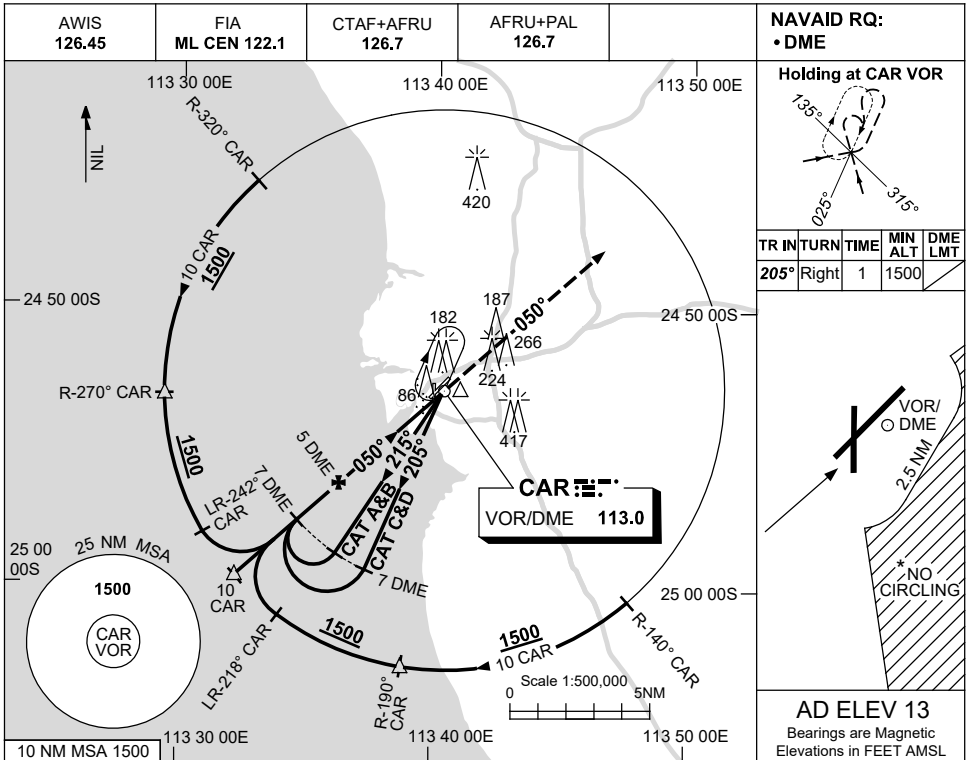 AWIS
126.45
FIA
ML CEN 122.1
CTAF+AFRU
126.7
AFRU+PAL
126.7
NAVAID RQ:
• DME
113 30 00E
113 40 00E
113 50 00E
NIL
R-320° CAR
10 CAR
1500
420
24 50 00S
24 50 00S
187
050°
182
266
224
86
417
R-270° CAR
1500
5 DME
050°
215°
205°
7 DME
LR-242°
CAR
CAT A&B
CAT C&D
CAR
VOR/DME 113.0
25 00
00S
25 NM MSA
1500
CAR
VOR
10
CAR
7 DME
25 00 00S
1500
1500
10 CAR
R-140° CAR
LR-218° CAR
R-190°
CAR
Scale 1:500,000
0 5NM
10 NM MSA 1500
113 30 00E
113 40 00E
113 50 00E
Holding at CAR VOR
135°
025°
315°
TR IN TURN TIME MIN ALT DME LMT
205° Right 1 1500
VOR/
DME
2.5 NM
*NO
CIRCLING
AD ELEV 13
Bearings are Magnetic
Elevations in FEET AMSL